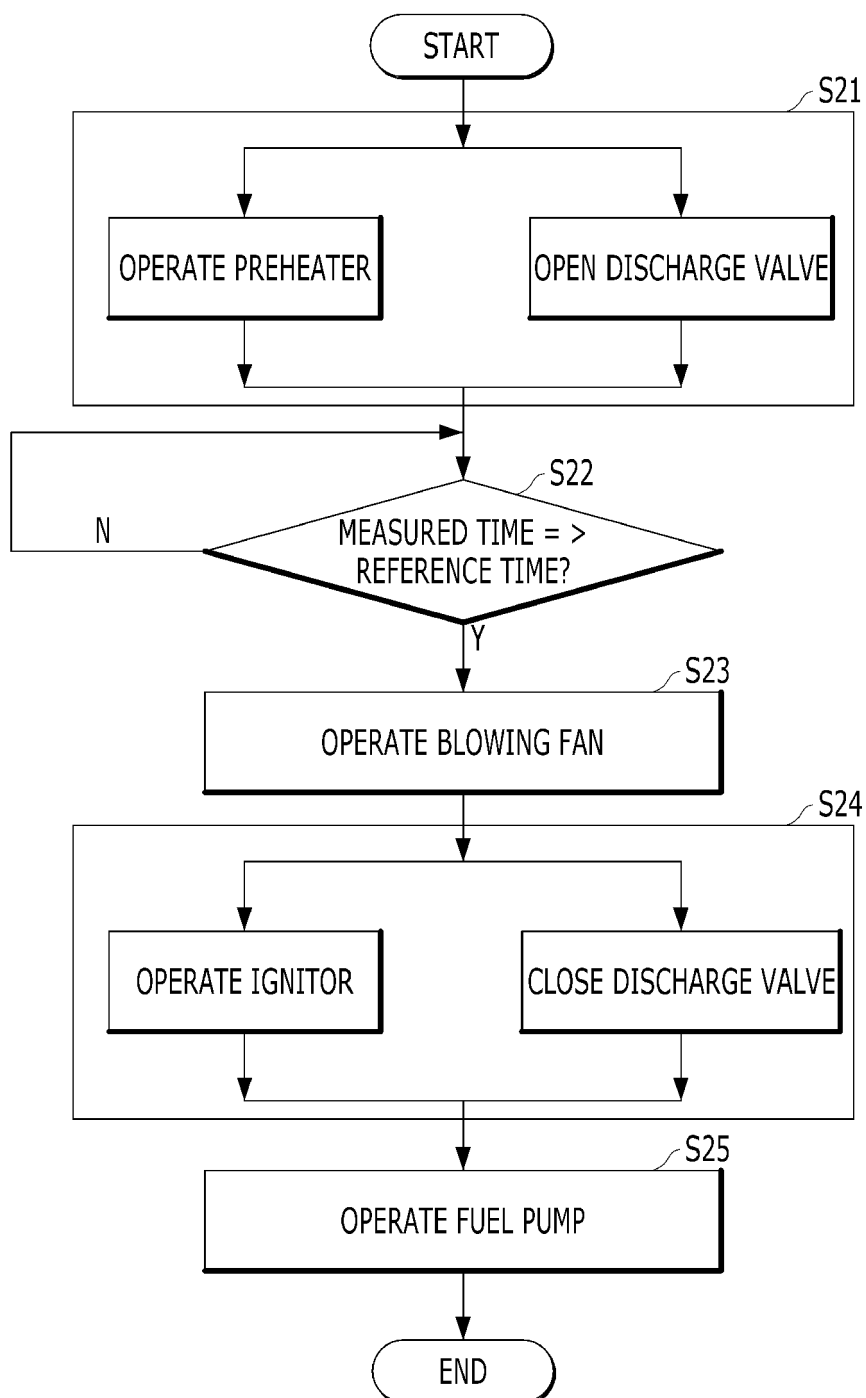 START
S21
OPERATE PREHEATER
OPEN DISCHARGE VALVE
S22
MEASURED TIME = >
REFERENCE TIME?
N
Y
S23
OPERATE BLOWING FAN
S24
OPERATE IGNITOR
CLOSE DISCHARGE VALVE
S25
OPERATE FUEL PUMP
END